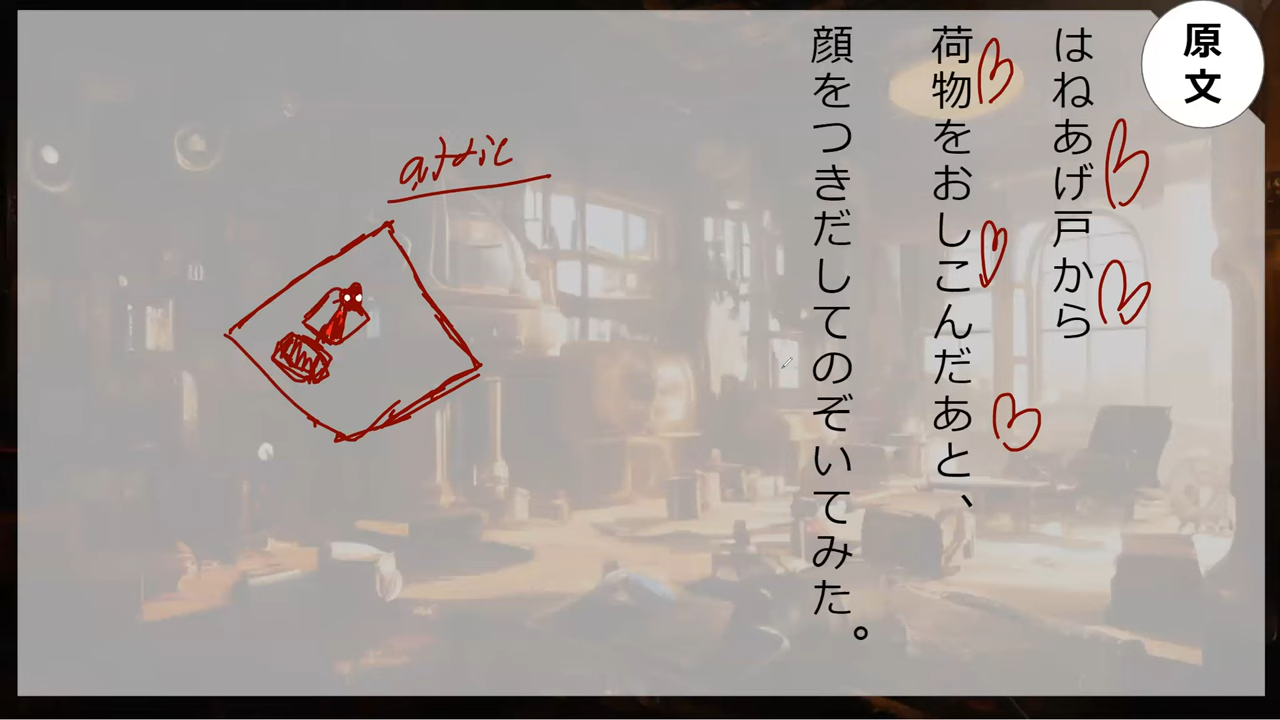 原文
はねあげ戸から
荷物をおしこんだあと、
顔をつきだしてのぞいてみた。
attic